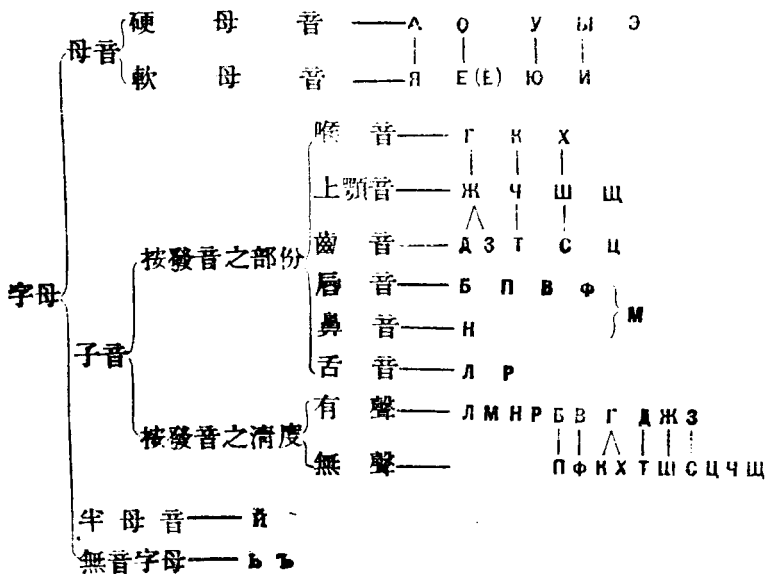 字母
母音
硬母音 А О У Ы Э
軟母音 Я Е(Ё) Ю И
子音
按發音之部份
喉音 Г К Х
上顎音 Ж Ч Ш Щ
齒音 Д З Т С Ц
唇音 Б П В Ф
М
鼻音 Н
舌音 Л Р
按發音之清度
有聲 Л М Н Р Б В Г Д Ж З
無聲 П Ф К Х Т Ш С Ц Ч Щ
半母音 Й
無音字母 Ь Ъ